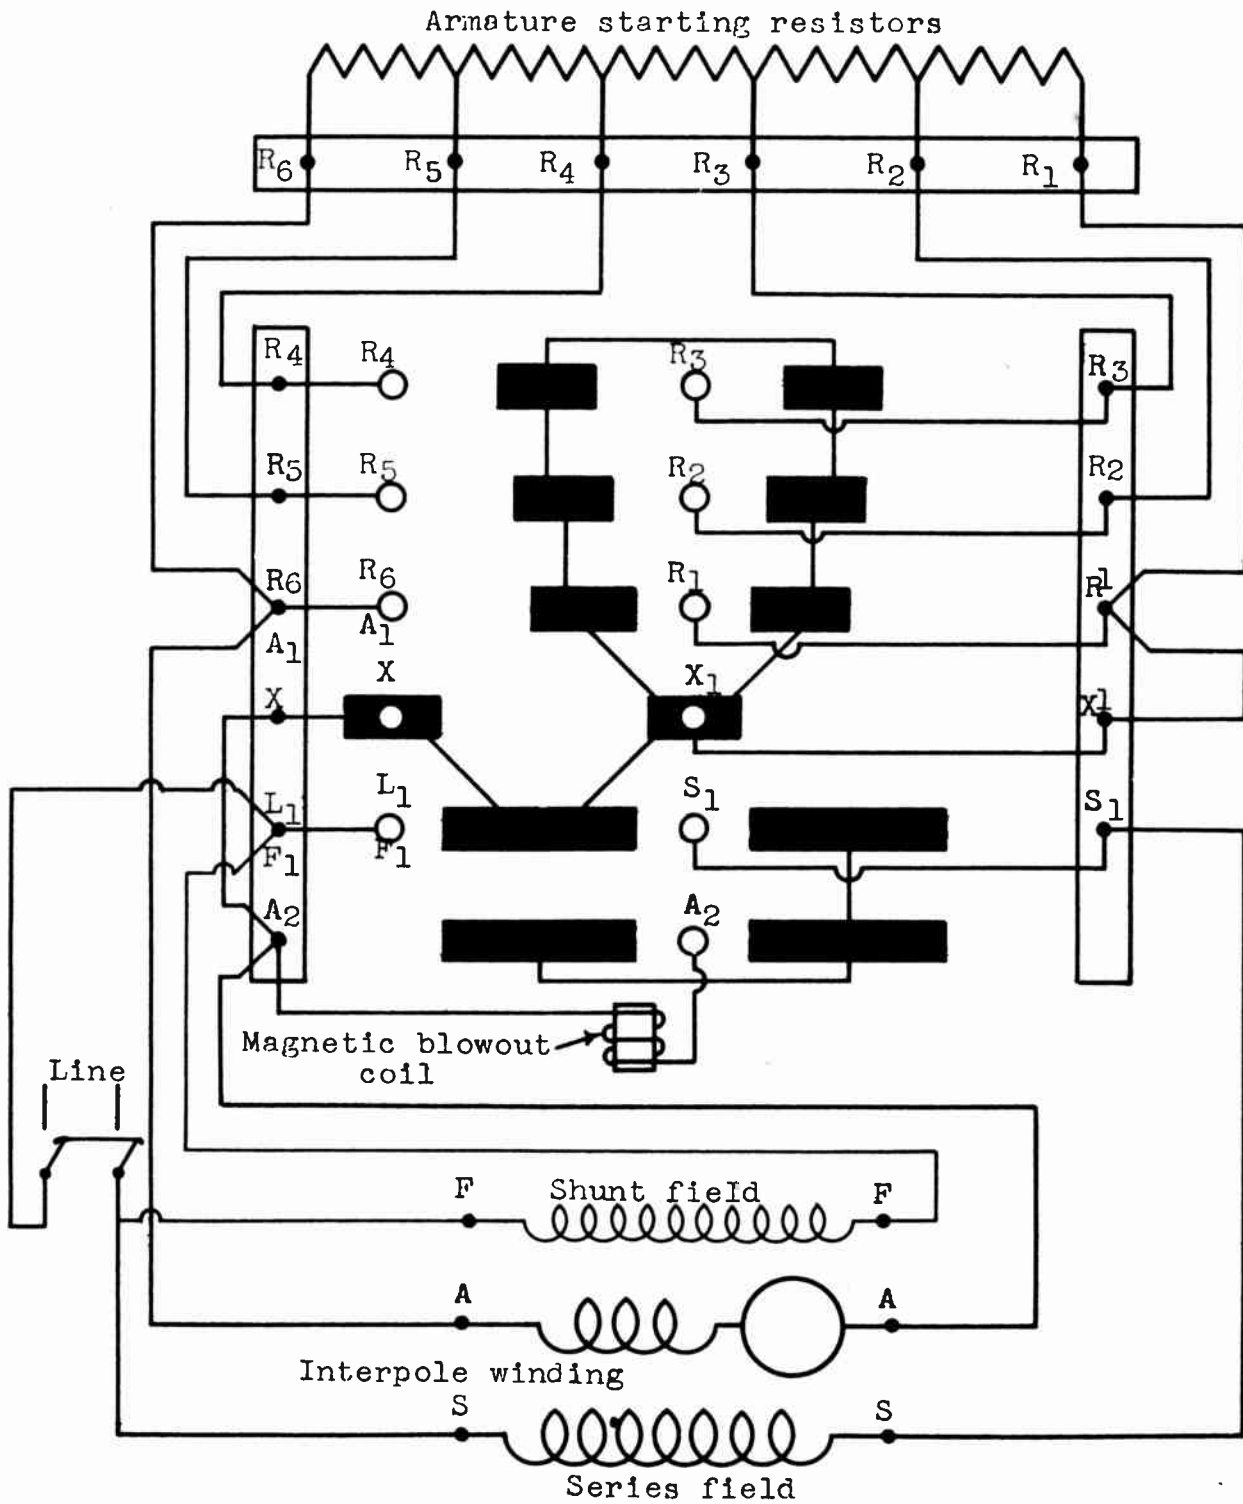 Armature starting resistors
R6 R5 R4 R3 R2 R1
R4 R4 R3 R3
R5 R5 R2 R2
R6 R6 R1 R1
A1 A1
X X X1 X1
L1 L1 S1 S1
F1 F1
A2 A2
Magnetic blowout
coil
Line
F Shunt field F
A A
Interpole winding
S S
Series field